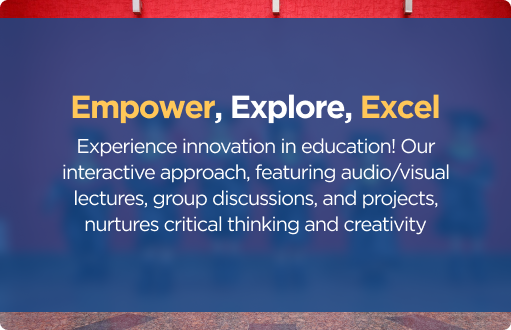 Empower, Explore, Excel
Experience innovation in education! Our
interactive approach, featuring audio/visual
lectures, group discussions, and projects,
nurtures critical thinking and creativity